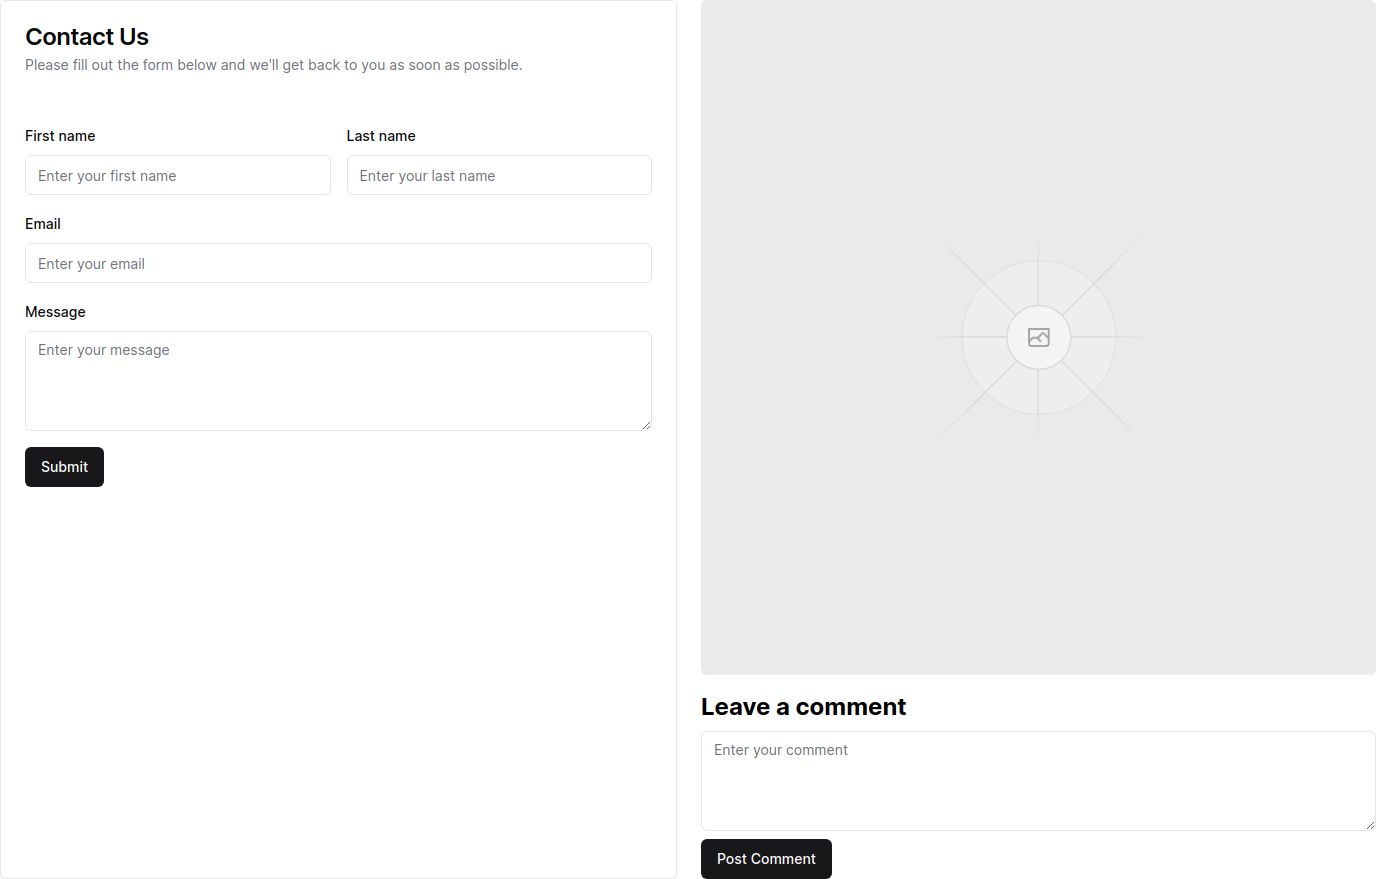 Contact Us
Please fill out the form below and we'll get back to you as soon as possible.
First name
Last name
Enter your first name
Enter your last name
Email
Enter your email
Message
Enter your message
Submit
Leave a comment
Enter your comment
Post Comment